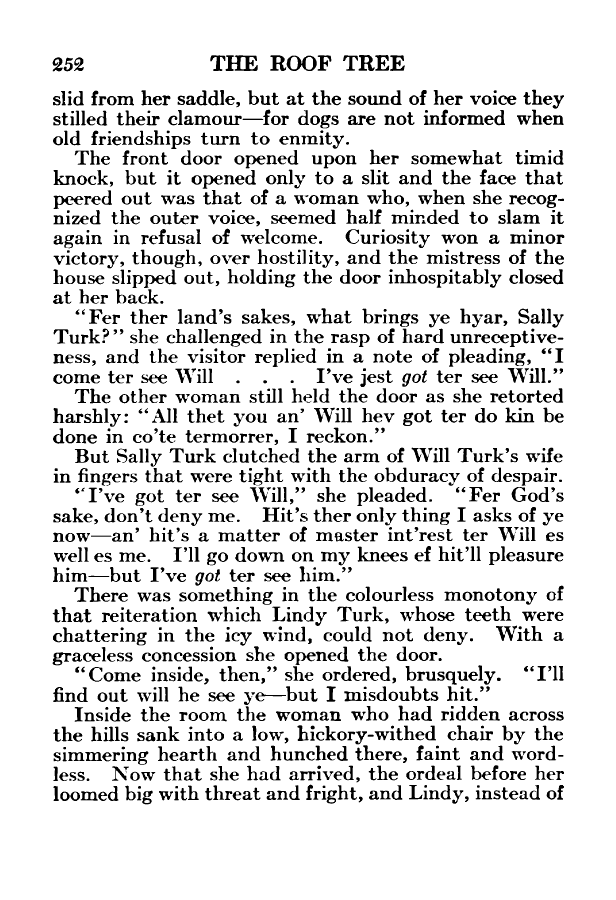 252 THE ROOF TREE
slid from her saddle, but at the sound of her voice they
stilled their clamour—for dogs are not informed when
old friendships turn to enmity.
The front door opened upon her somewhat timid
knock, but it opened only to a slit and the face that
peered out was that of a woman who, when she recog-
nized the outer voice, seemed half minded to slam it
again in refusal of welcome. Curiosity won a minor
victory, though, over hostility, and the mistress of the
house slipped out, holding the door inhospitably closed
at her back.
"Fer ther land's sakes, what brings ye hyar, Sally
Turk?" she challenged in the rasp of hard unreceptive-
ness, and the visitor replied in a note of pleading, "I
come ter see Will . . . I've jest got ter see Will."
The other woman still held the door as she retorted
harshly: "All thet you an' Will hev got ter do kin be
done in co'te termorrer, I reckon."
But Sally Turk clutched the arm of Will Turk's wife
in fingers that were tight with the obduracy of despair.
"I've got ter see Will," she pleaded. "Fer God's
sake, don't deny me. Hit's ther only thing I asks of ye
now—an' hit's a matter of master int'rest ter Will es
well es me. I'll go down on my knees ef hit'll pleasure
him—but I've got ter see him."
There was something in the colourless monotony of
that reiteration which Lindy Turk, whose teeth were
chattering in the icy wind, could not deny. With a
graceless concession she opened the door.
"Come inside, then," she ordered, brusquely. "I'll
find out will he see ye—but I misdoubts hit."
Inside the room the woman who had ridden across
the hills sank into a low, hickory-withed chair by the
simmering hearth and hunched there, faint and word-
less. Now that she had arrived, the ordeal before her
loomed big with threat and fright, and Lindy, instead of